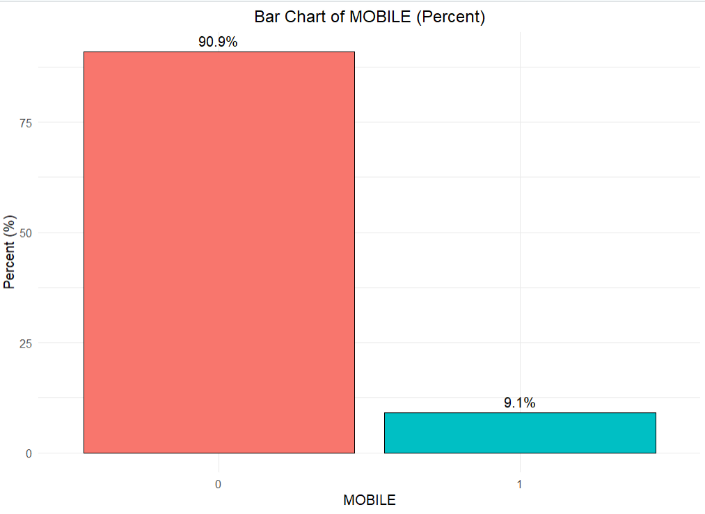 Bar Chart of MOBILE (Percent)
90.9%
75
Percent (%)
50
25
9.1%
0
0 1
MOBILE